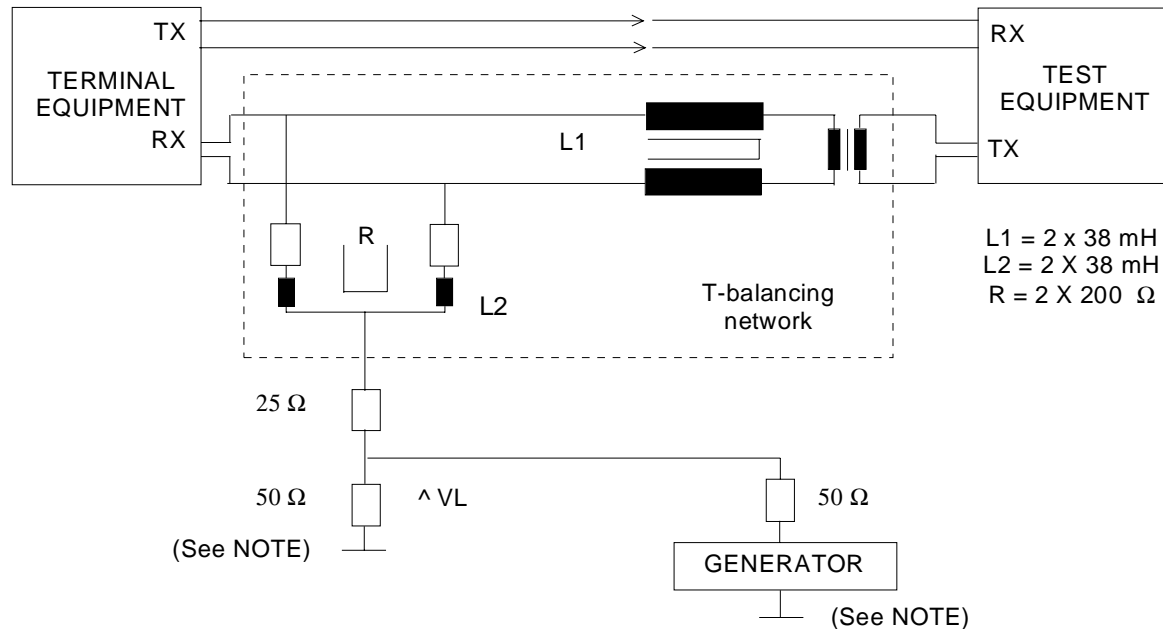 TX
TERMINAL
EQUIPMENT
RX
RX
TEST
EQUIPMENT
TX
L1
R
L2
T-balancing
network
L1 = 2 x 38 mH
L2 = 2 X 38 mH
R = 2 X 200 Ω
25 Ω
50 Ω
^ VL
50 Ω
(See NOTE)
GENERATOR
(See NOTE)